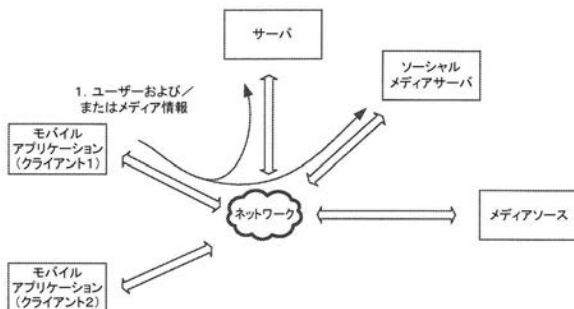 サーバ
ソーシャル
メディアサーバ
1. ユーザーおよび／
またはメディア情報
モバイル
アプリケーション
(クライアント1)
ネットワーク
メディアソース
モバイル
アプリケーション
(クライアント2)